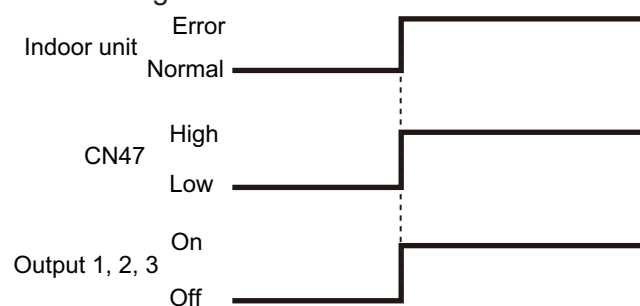 Error
Indoor unit
Normal
High
CN47
Low
On
Output 1, 2, 3
Off